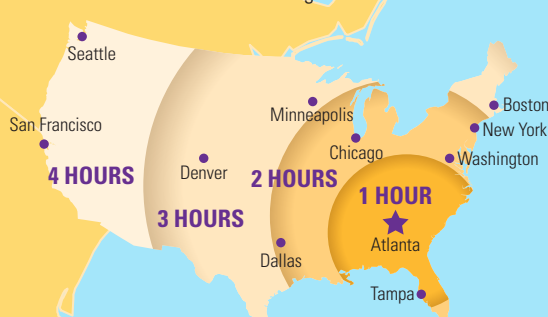 Seattle
Boston
Minneapolis
San Francisco
New York
Chicago
Washington
4 HOURS
Denver
2 HOURS
1 HOUR
3 HOURS
Atlanta
Dallas
Tampa